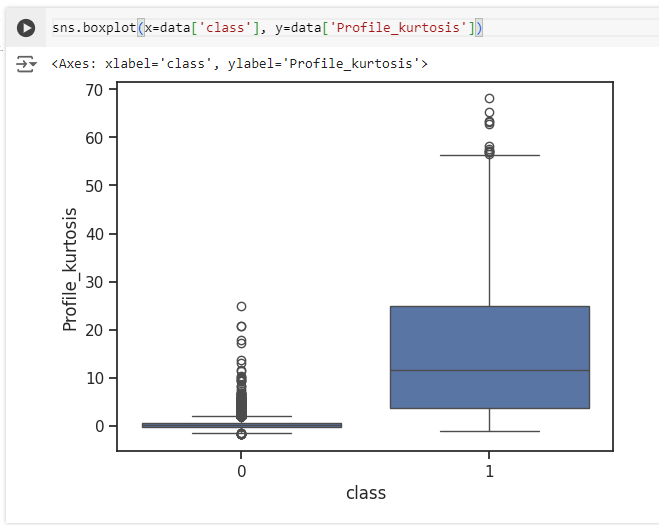 sns.boxplot(x=data['class'], y=data['Profile_kurtosis'])
<Axes: xlabel='class', ylabel='Profile_kurtosis'>
70
60
50
40
30
20
10
0
Profile_kurtosis
0 1
class